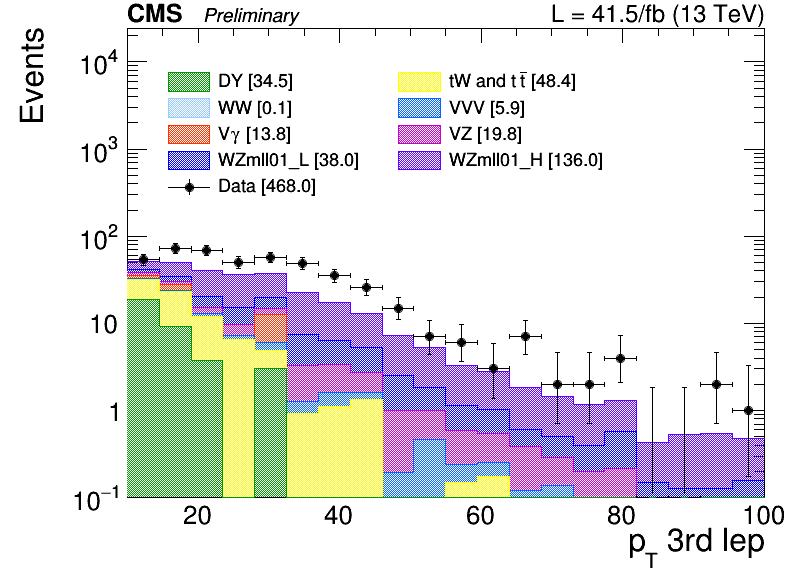 CMS Preliminary L = 41.5/fb (13 TeV)
Events
10⁴
10³
10²
10
1
10⁻¹
DY [34.5]
tW and tt̅ [48.4]
WW [0.1]
VVV [5.9]
Vγ [13.8]
VZ [19.8]
WZmll01_L [38.0]
WZmll01_H [136.0]
Data [468.0]
20 40 60 80 100
p_T 3rd lep